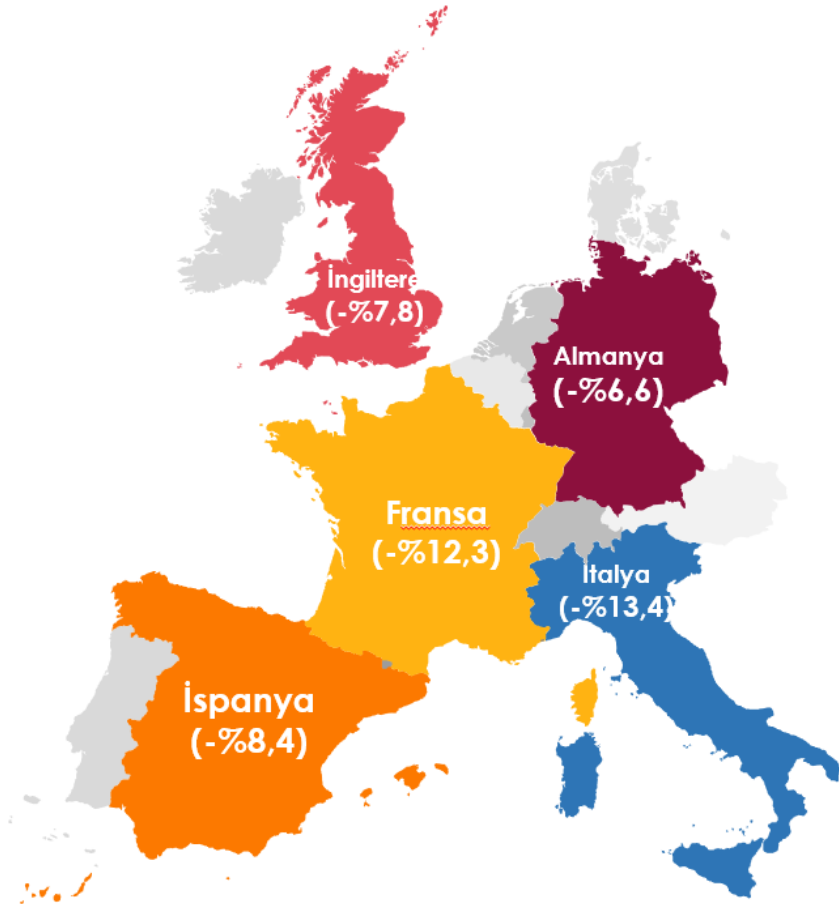 İngiltere
(-%7,8)
Almanya
(-%6,6)
Fransa
(-%12,3)
İtalya
(-%13,4)
İspanya
(-%8,4)